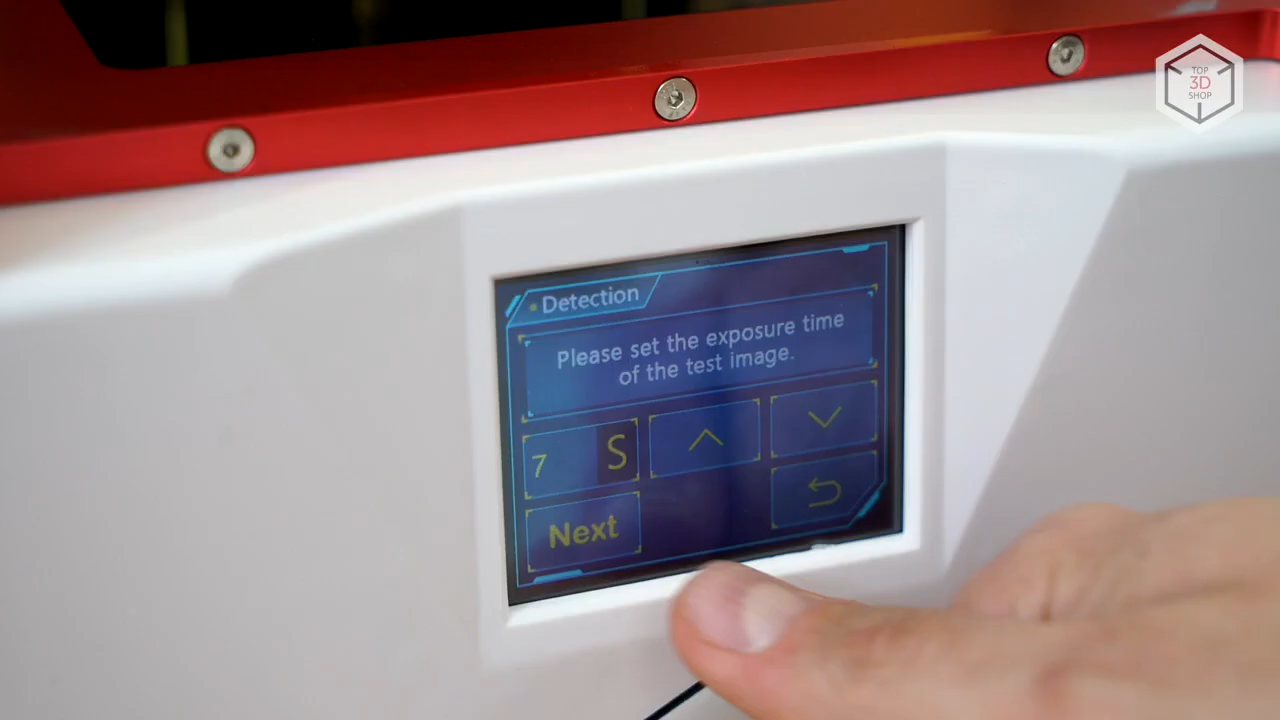 TOP
3D
SHOP
Detection
Please set the exposure time
of the test image.
7 S
Next